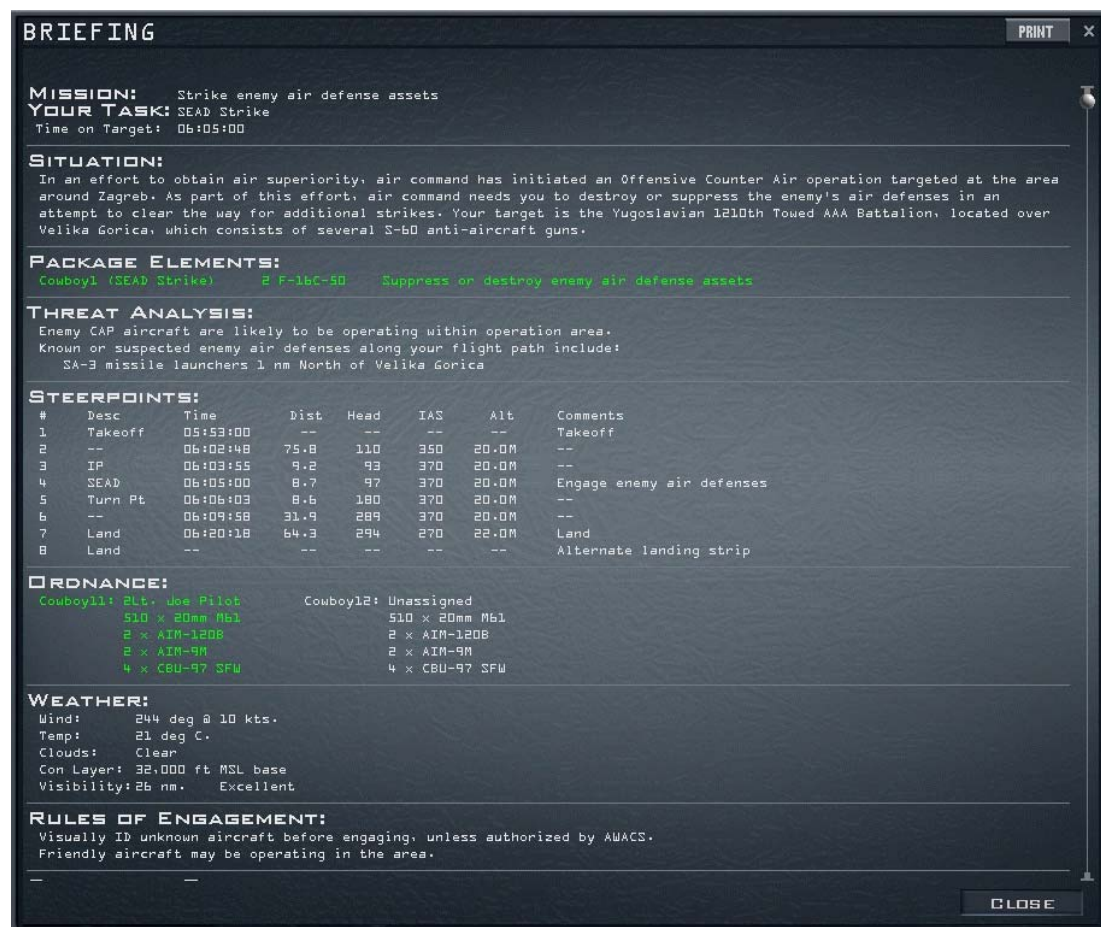 BRIEFING
PRINT X
MISSION: Strike enemy air defense assets
YOUR TASK: SEAD Strike
Time on Target: 06:05:00
SITUATION:
In an effort to obtain air superiority, air command has initiated an Offensive Counter Air operation targeted at the area
around Zagreb. As part of this effort, air command needs you to destroy or suppress the enemy's air defenses in an
attempt to clear the way for additional strikes. Your target is the Yugoslavian 1210th Towed AAA Battalion, located over
Velika Gorica, which consists of several S-60 anti-aircraft guns.
PACKAGE ELEMENTS:
Cowboy1 (SEAD Strike) 2 F-16C-50 Suppress or destroy enemy air defense assets
THREAT ANALYSIS:
Enemy CAP aircraft are likely to be operating within operation area.
Known or suspected enemy air defenses along your flight path include:
SA-3 missile launchers 1 nm North of Velika Gorica
STEERPOINTS:
# Desc Time Dist Head IAS Alt Comments
1 Takeoff 05:53:00 -- -- -- -- Takeoff
2 -- 06:02:48 75.8 110 350 20.0M --
3 IP 06:03:55 9.2 93 370 20.0M --
4 SEAD 06:05:00 8.7 97 370 20.0M Engage enemy air defenses
5 Turn Pt 06:06:03 8.6 180 370 20.0M --
6 -- 06:09:58 31.9 289 370 20.0M --
7 Land 06:20:18 64.3 294 270 22.0M Land
8 Land -- -- -- -- -- Alternate landing strip
ORDNANCE:
Cowboy11: 2Lt. Joe Pilot Cowboy12: Unassigned
510 x 20mm M61 510 x 20mm M61
2 x AIM-120B 2 x AIM-120B
2 x AIM-9M 2 x AIM-9M
4 x CBU-97 SFW 4 x CBU-97 SFW
WEATHER:
Wind: 244 deg @ 10 kts.
Temp: 21 deg C.
Clouds: Clear
Con Layer: 32,000 ft MSL base
Visibility: 26 nm. Excellent
RULES OF ENGAGEMENT:
Visually ID unknown aircraft before engaging, unless authorized by AWACS.
Friendly aircraft may be operating in the area.
CLOSE